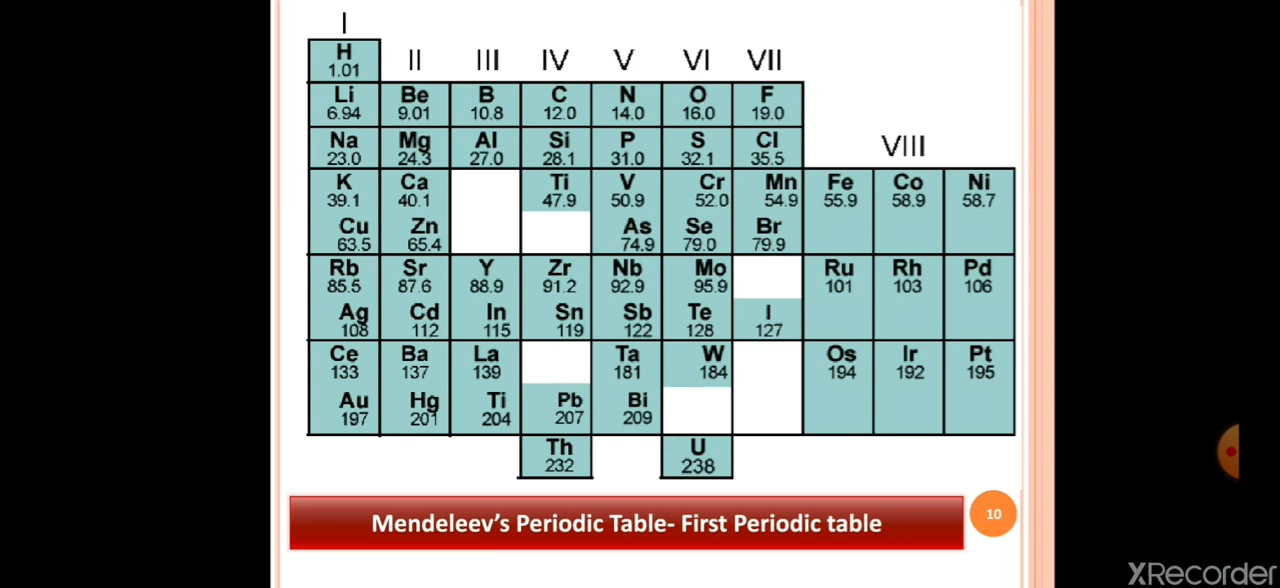 I
H II III IV V VI VII
1.01
Li Be B C N O F
6.94 9.01 10.8 12.0 14.0 16.0 19.0
Na Mg Al Si P S Cl VIII
23.0 24.3 27.0 28.1 31.0 32.1 35.5
K Ca Ti V Cr Mn Fe Co Ni
39.1 40.1 47.9 50.9 52.0 54.9 55.9 58.9 58.7
Cu Zn As Se Br
63.5 65.4 74.9 79.0 79.9
Rb Sr Y Zr Nb Mo Ru Rh Pd
85.5 87.6 88.9 91.2 92.9 95.9 101 103 106
Ag Cd In Sn Sb Te I
108 112 115 119 122 128 127
Ce Ba La Ta W Os Ir Pt
133 137 139 181 184 194 192 195
Au Hg Ti Pb Bi
197 201 204 207 209
Th U
232 238
Mendeleev's Periodic Table- First Periodic table
10
XRecorder